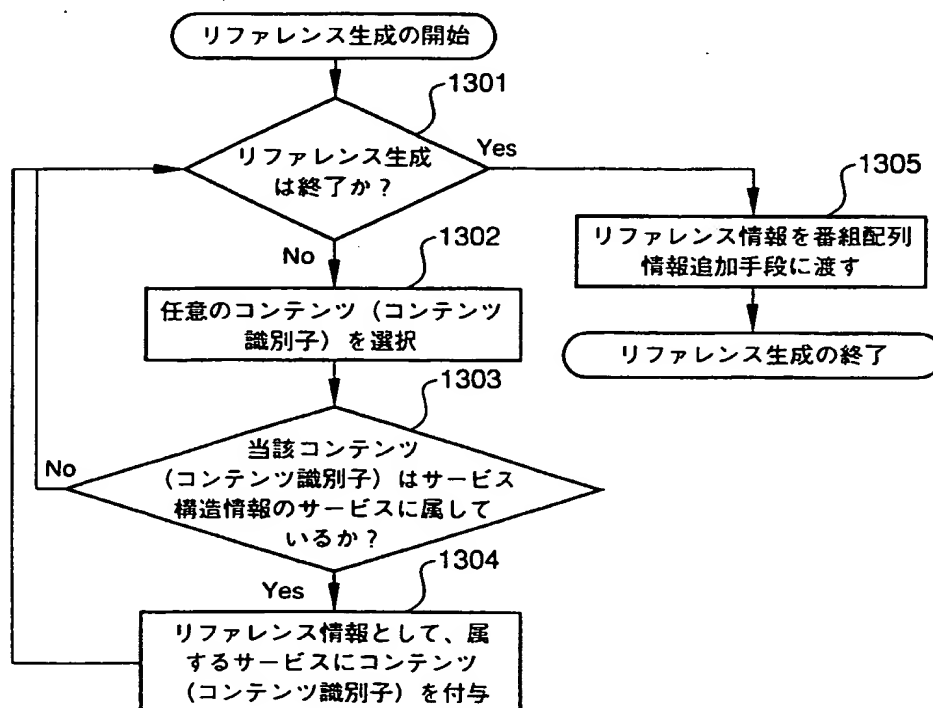 リファレンス生成の開始
1301
リファレンス生成
は終了か?
Yes
No
1302
任意のコンテンツ(コンテンツ
識別子)を選択
1303
当該コンテンツ
(コンテンツ識別子)はサービス
構造情報のサービスに属して
いるか?
No
Yes
1304
リファレンス情報として、属
するサービスにコンテンツ
(コンテンツ識別子)を付与
1305
リファレンス情報を番組配列
情報追加手段に渡す
リファレンス生成の終了